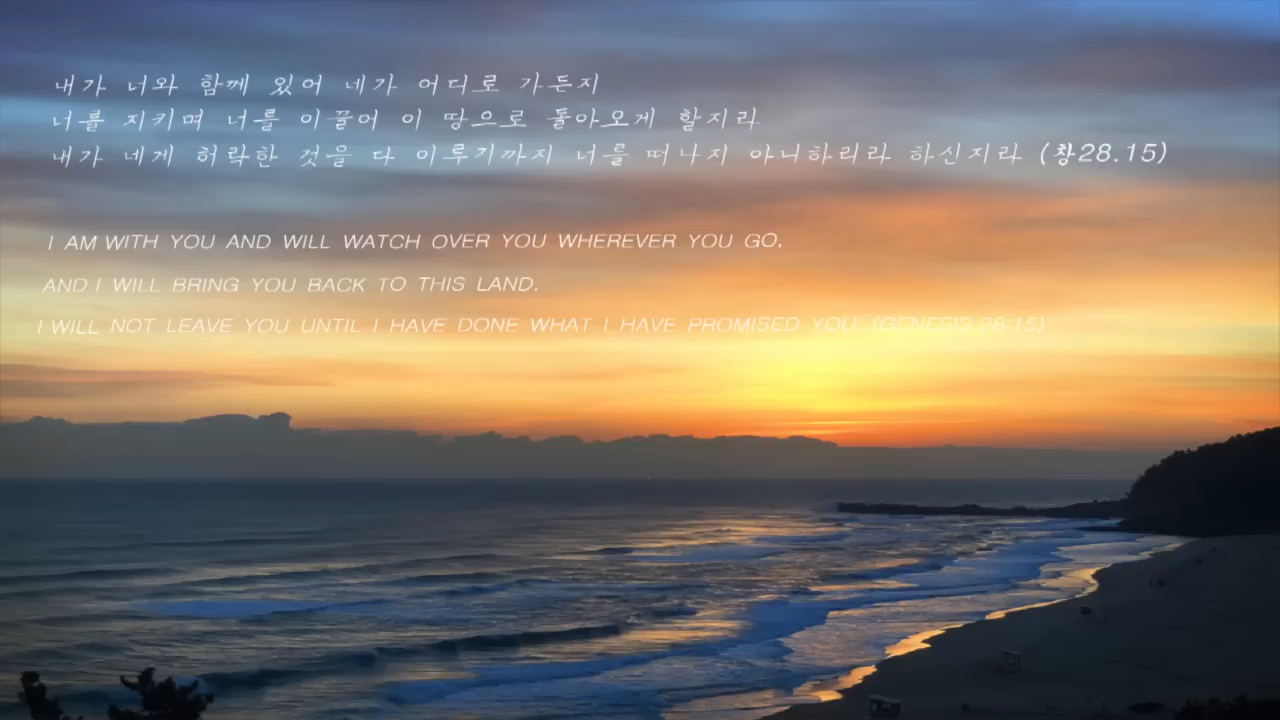 내가 너와 함께 있어 네가 어디로 가든지
너를 지키며 너를 이끌어 이 땅으로 돌아오게 할지라
내가 네게 허락한 것을 다 이루기까지 너를 떠나지 아니하리라 하신지라 (창28.15)
I AM WITH YOU AND WILL WATCH OVER YOU WHEREVER YOU GO.
AND I WILL BRING YOU BACK TO THIS LAND.
I WILL NOT LEAVE YOU UNTIL I HAVE DONE WHAT I HAVE PROMISED YOU. (GENESIS 28:15)